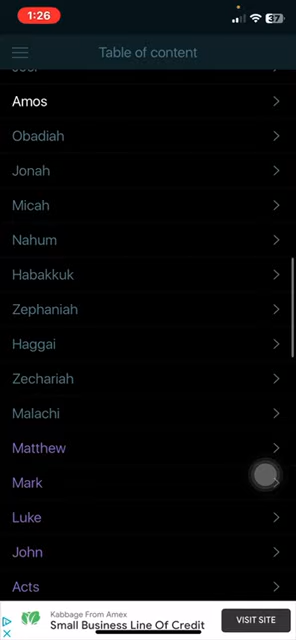 1:26
37
Table of content
Joel
Amos
Obadiah
Jonah
Micah
Nahum
Habakkuk
Zephaniah
Haggai
Zechariah
Malachi
Matthew
Mark
Luke
John
Acts
Kabbage From Amex
Small Business Line Of Credit
VISIT SITE